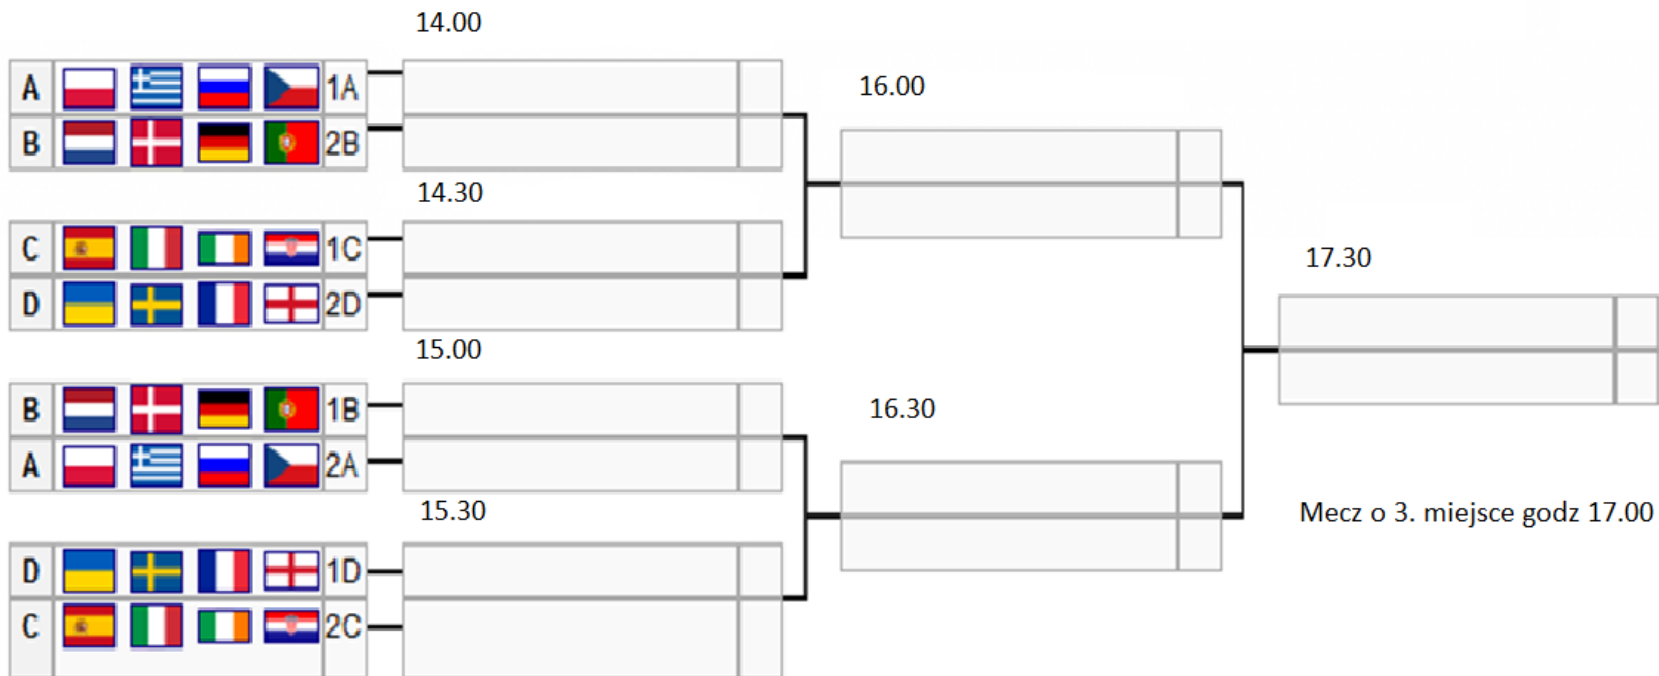 14.00
A 1A
B 2B
16.00
14.30
C 1C
D 2D
17.30
15.00
B 1B
A 2A
16.30
15.30
Mecz o 3. miejsce godz 17.00
D 1D
C 2C